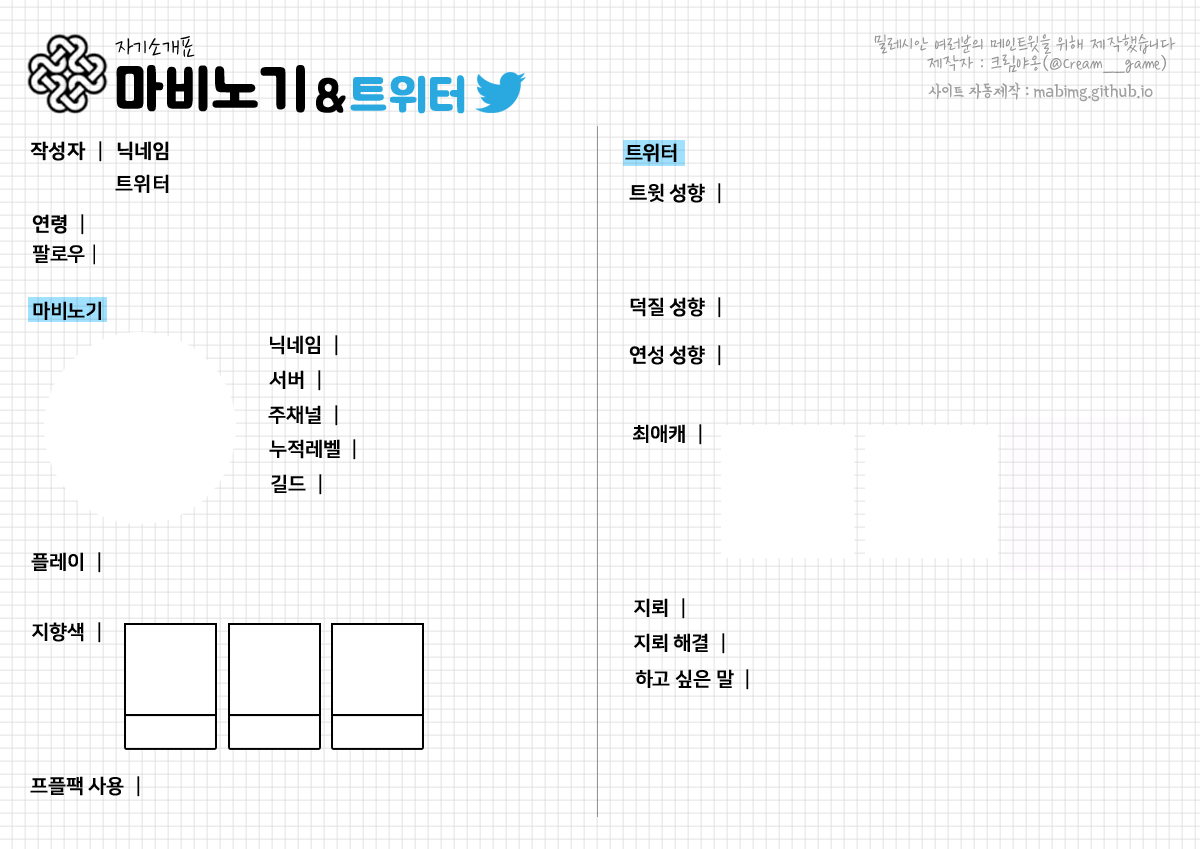 자기소개표
마비노기&트위터
밀레시안 여러분의 메인트윗을 위해 제작했습니다
제작자 : 크림야옹(@Cream__game)
사이트 자동제작 : mabimg.github.io
작성자 | 닉네임
트위터
연령 |
팔로우 |
마비노기
닉네임 |
서버 |
주채널 |
누적레벨 |
길드 |
플레이 |
지향색 |
프플팩 사용 |
트위터
트윗 성향 |
덕질 성향 |
연성 성향 |
최애캐 |
지뢰 |
지뢰 해결 |
하고 싶은 말 |